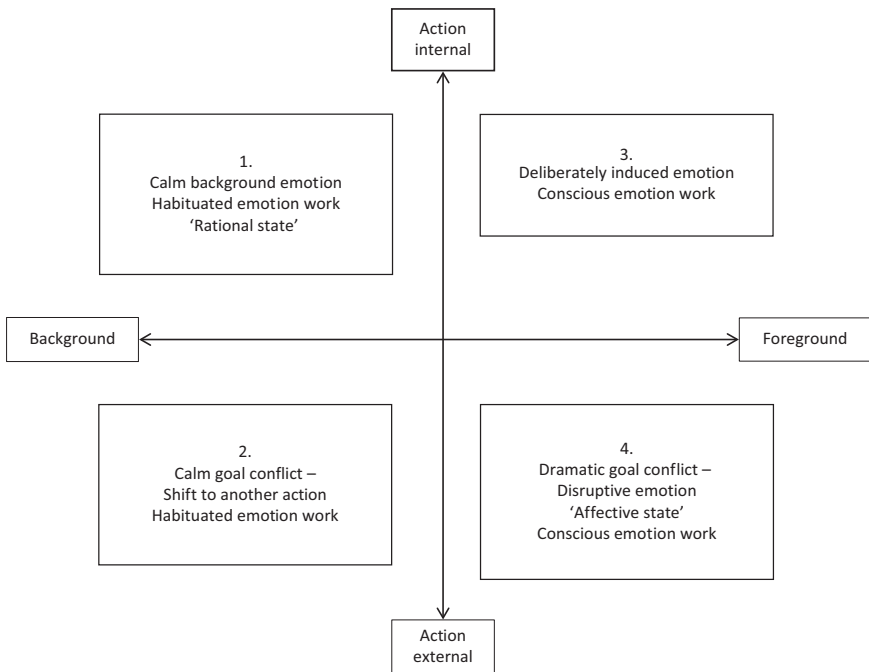 Action
internal
1.
Calm background emotion
Habituated emotion work
‘Rational state’
3.
Deliberately induced emotion
Conscious emotion work
Background
Foreground
2.
Calm goal conflict –
Shift to another action
Habituated emotion work
4.
Dramatic goal conflict –
Disruptive emotion
‘Affective state’
Conscious emotion work
Action
external